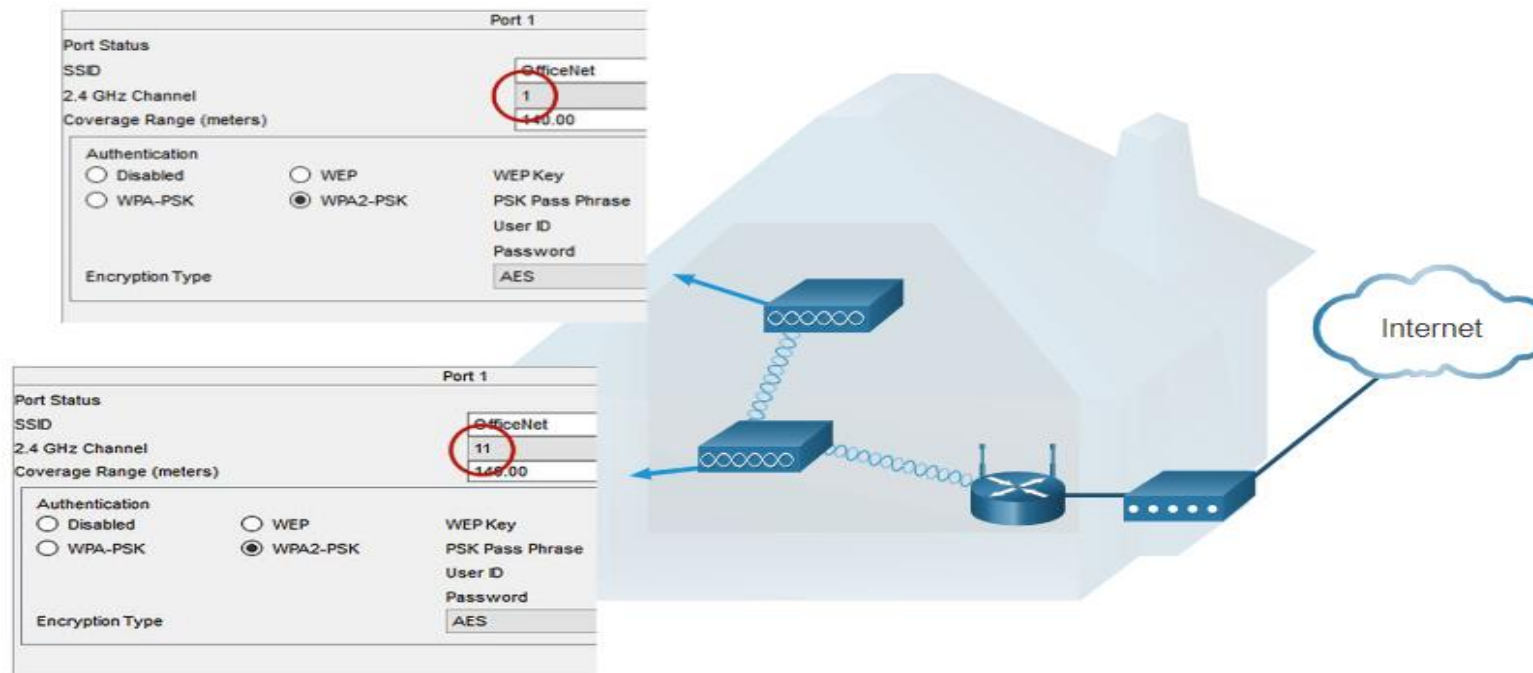 Port 1
Port Status
SSID OfficeNet
2.4 GHz Channel 1
Coverage Range (meters) 140.00
Authentication
Disabled WEP WEP Key
WPA-PSK WPA2-PSK PSK Pass Phrase
User ID
Password
Encryption Type AES
Internet
Port 1
Port Status
SSID OfficeNet
2.4 GHz Channel 11
Coverage Range (meters) 140.00
Authentication
Disabled WEP WEP Key
WPA-PSK WPA2-PSK PSK Pass Phrase
User ID
Password
Encryption Type AES